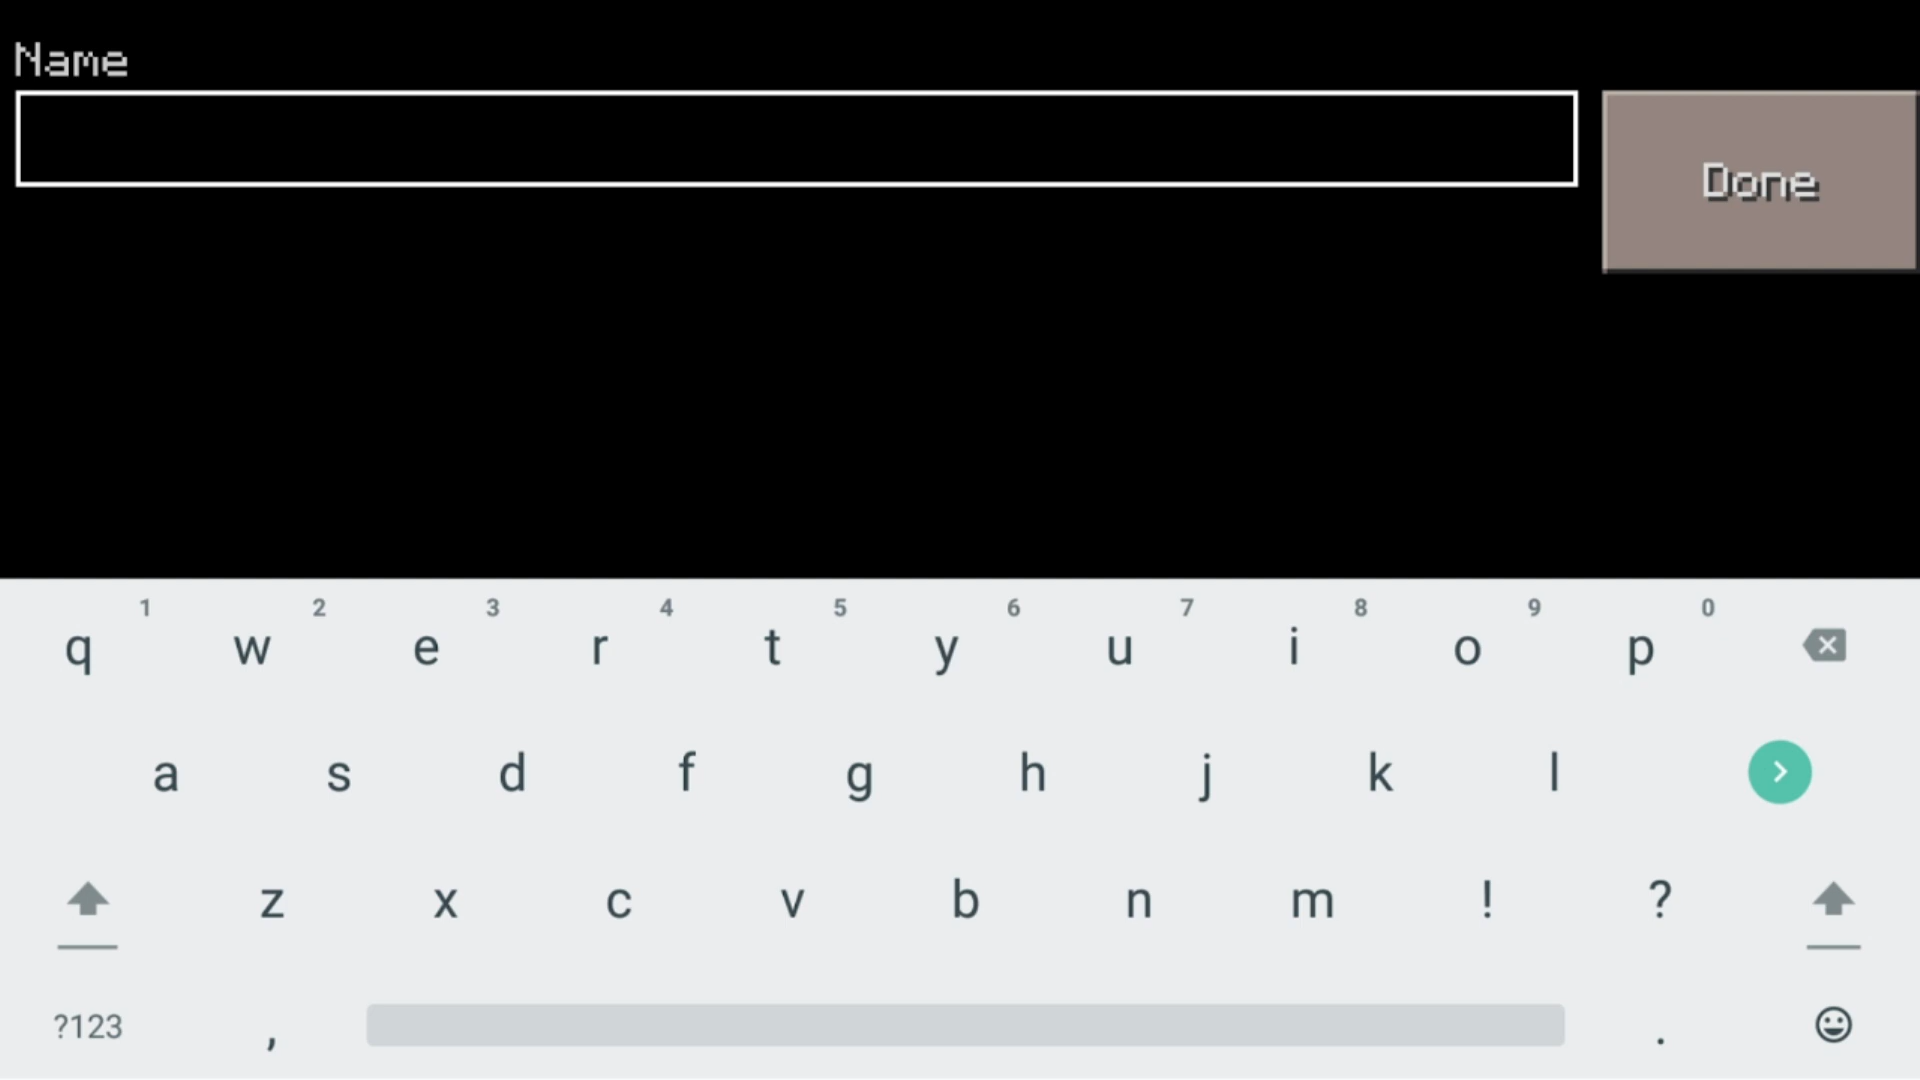 Name
Done
1 2 3 4 5 6 7 8 9 0
q w e r t y u i o p
a s d f g h j k l
z x c v b n m ! ?
?123 , .